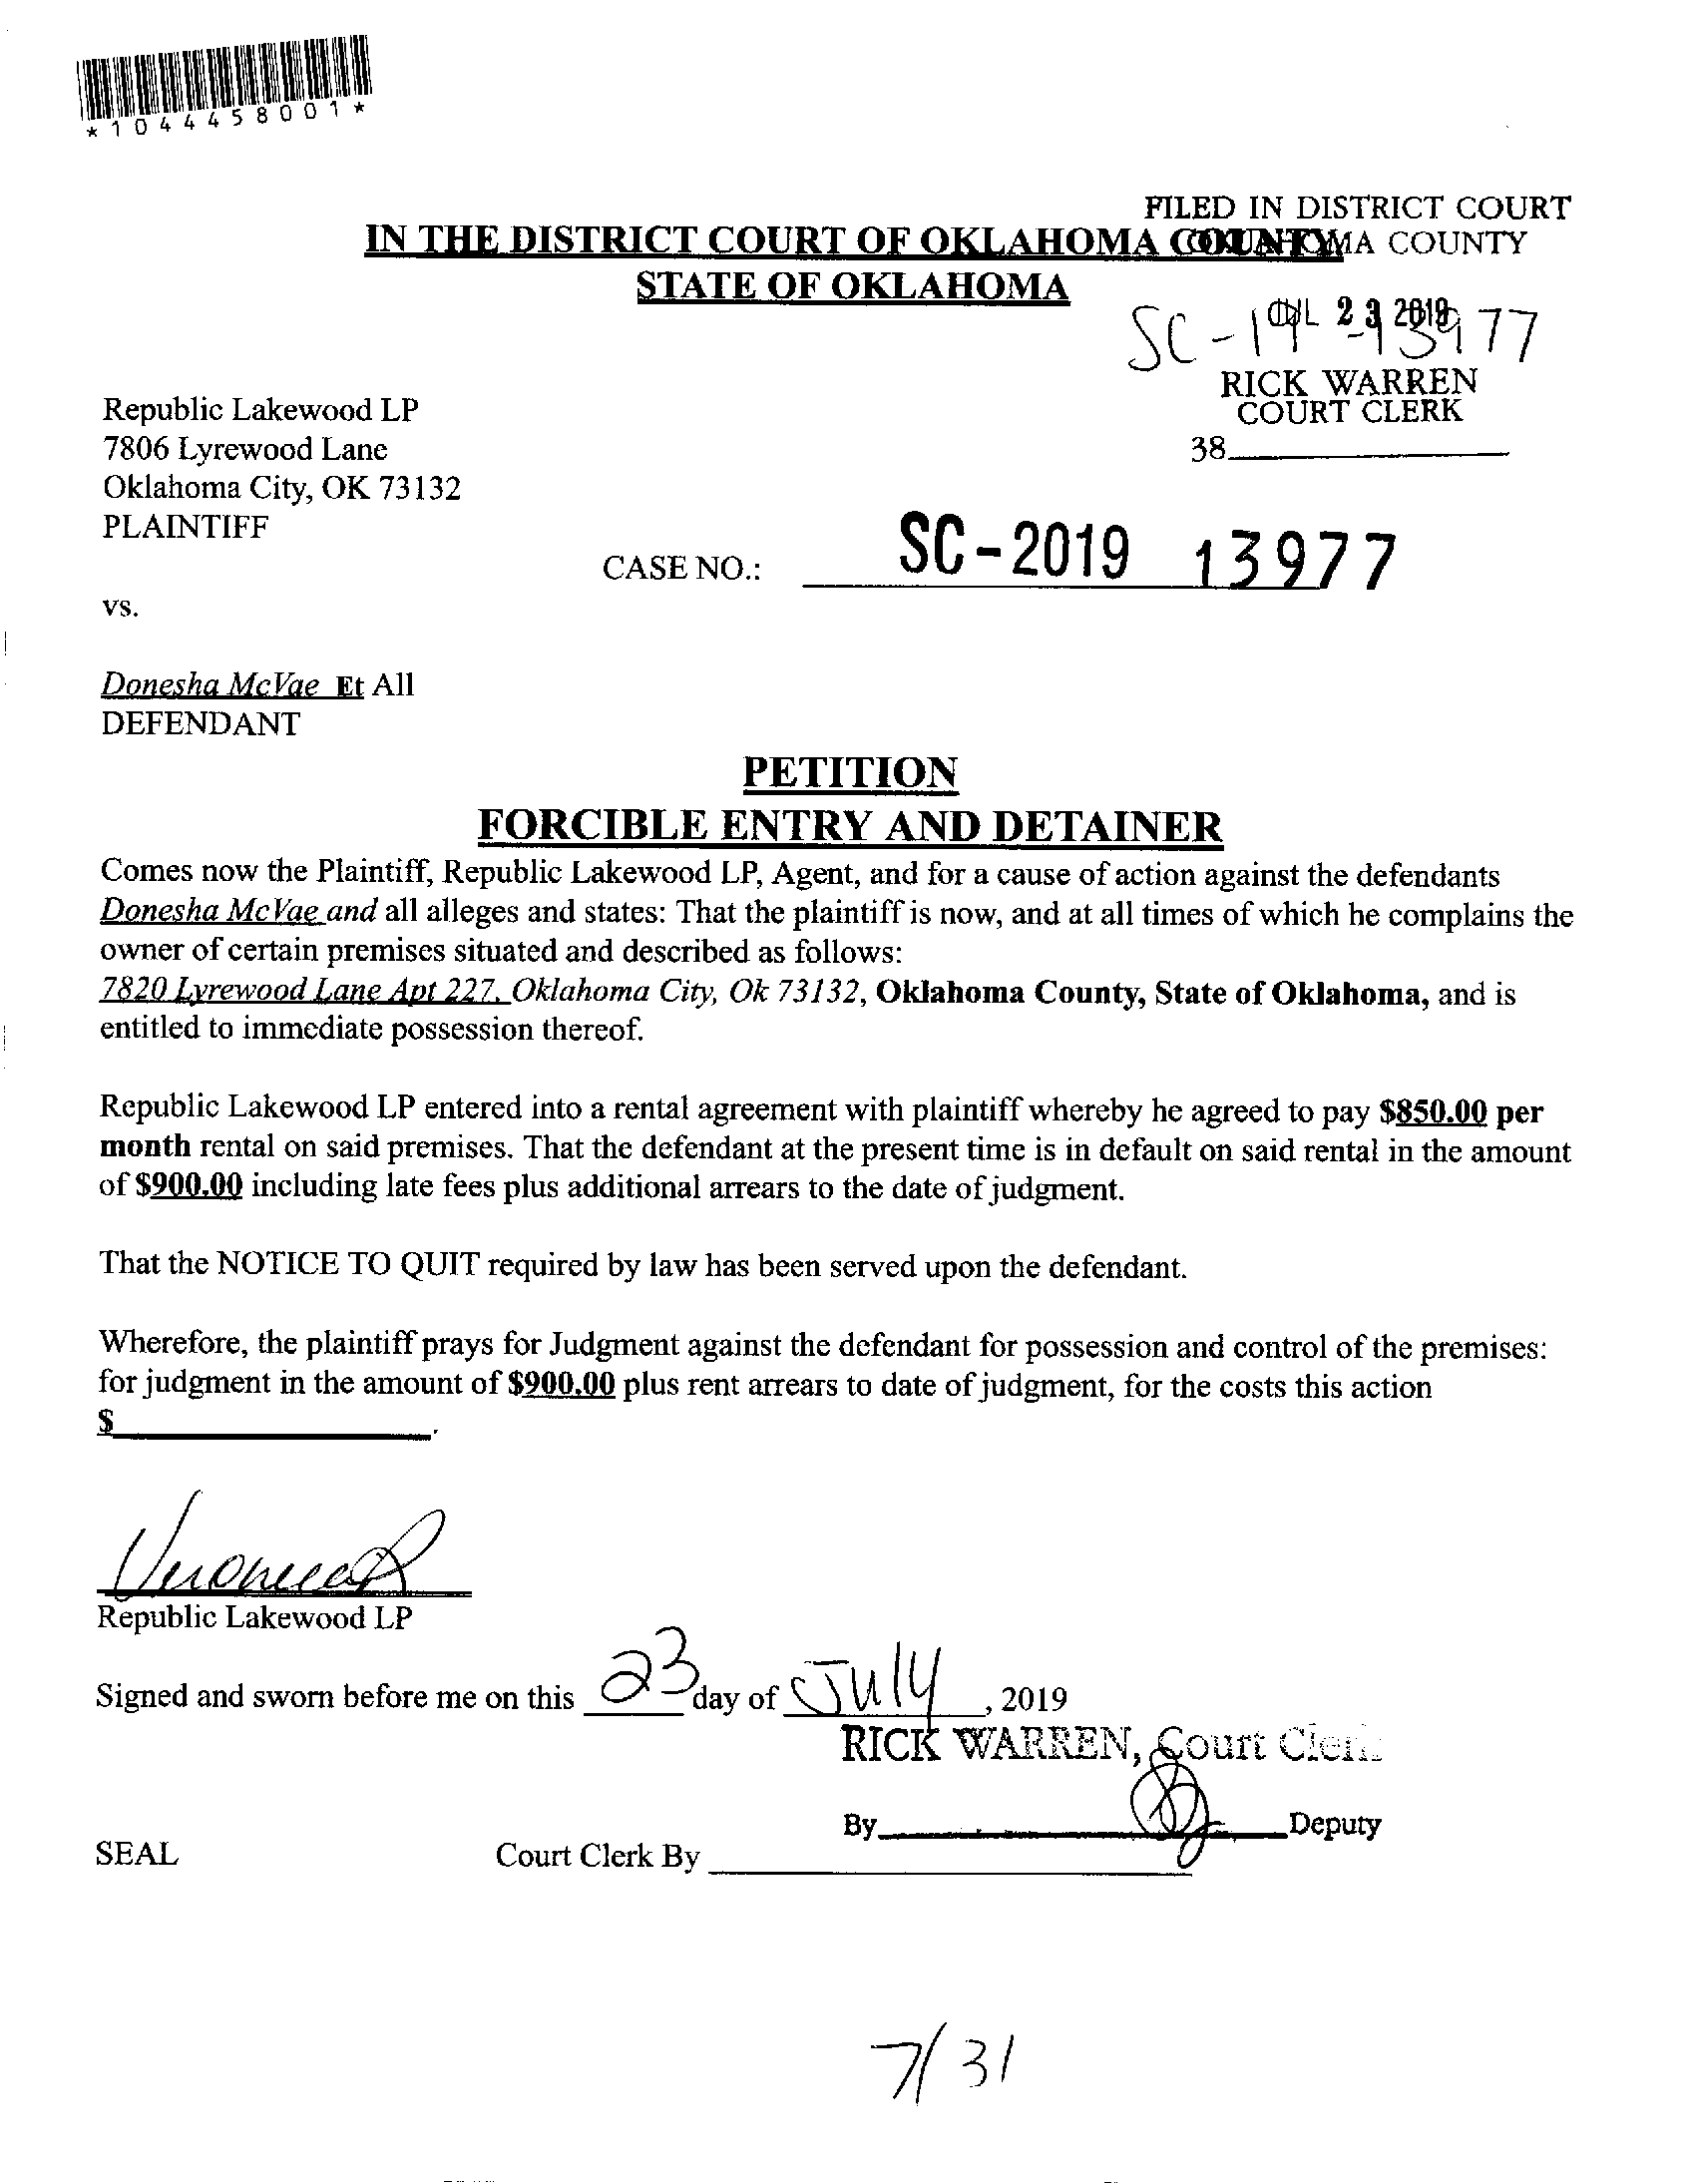 *1044458001*
FILED IN DISTRICT COURT
IN THE DISTRICT COURT OF OKLAHOMA COUNTY
OKLAHOMA COUNTY
STATE OF OKLAHOMA
JUL 23 2019
SC-19-13977
RICK WARREN
COURT CLERK
38
Republic Lakewood LP
7806 Lyrewood Lane
Oklahoma City, OK 73132
PLAINTIFF
CASE NO.: SC-2019 13977
vs.
Donesha McVae Et All
DEFENDANT
PETITION
FORCIBLE ENTRY AND DETAINER
Comes now the Plaintiff, Republic Lakewood LP, Agent, and for a cause of action against the defendants
Donesha McVae and all alleges and states: That the plaintiff is now, and at all times of which he complains the
owner of certain premises situated and described as follows:
7820 Lyrewood Lane Apt 227, Oklahoma City, Ok 73132, Oklahoma County, State of Oklahoma, and is
entitled to immediate possession thereof.
Republic Lakewood LP entered into a rental agreement with plaintiff whereby he agreed to pay $850.00 per
month rental on said premises. That the defendant at the present time is in default on said rental in the amount
of $900.00 including late fees plus additional arrears to the date of judgment.
That the NOTICE TO QUIT required by law has been served upon the defendant.
Wherefore, the plaintiff prays for Judgment against the defendant for possession and control of the premises:
for judgment in the amount of $900.00 plus rent arrears to date of judgment, for the costs this action
$ .
Republic Lakewood LP
Signed and sworn before me on this 23 day of July, 2019
RICK WARREN, Court Clerk
By Deputy
SEAL Court Clerk By
7/31